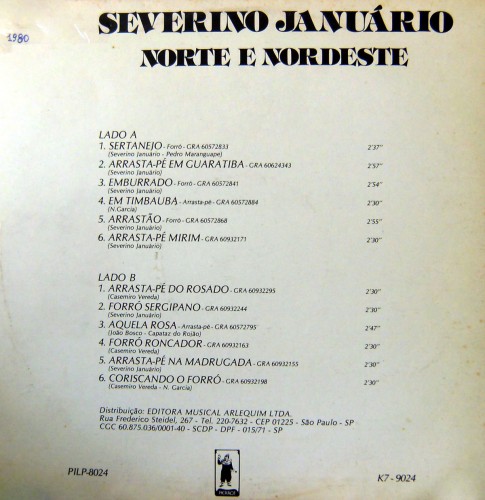 SEVERINO JANUÁRIO
1980
NORTE E NORDESTE
LADO A
1. SERTANEJO - Forró - GRA 60572833 2'37"
(Severino Januário - Pedro Maranguape)
2. ARRASTA-PÉ EM GUARATIBA - GRA 60624343 2'57"
(Severino Januário)
3. EMBURRADO - Forró - GRA 60572841 2'54"
(Severino Januário)
4. EM TIMBAUBA - Arrasta-pé - GRA 60572884 2'30"
(N.Garcia)
5. ARRASTÃO - Forró - GRA 60572868 2'55"
(Severino Januário)
6. ARRASTA-PÉ MIRIM - GRA 60932171 2'30"
(Severino Januário)
LADO B
1. ARRASTA-PÉ DO ROSADO - GRA 60932295 2'30"
(Casemiro Vereda)
2. FORRÓ SERGIPANO - GRA 60932244 2'30"
(Severino Januário)
3. AQUELA ROSA - Arrasta-pé - GRA 60572795 2'47"
(João Bosco - Capataz do Rojão)
4. FORRÓ RONCADOR - GRA 60932163 2'30"
(Casemiro Vereda)
5. ARRASTA-PÉ NA MADRUGADA - GRA 60932155 2'30"
(Severino Januário)
6. CORISCANDO O FORRÓ - GRA 60932198 2'30"
(Casemiro Vereda - N. Garcia)
Distribuição: EDITORA MUSICAL ARLEQUIM LTDA.
Rua Frederico Steidel, 267 - Tel. 220-7632 - CEP 01225 - São Paulo - SP
CGC 60.875.036/0001-40 - SCDP - DPF - 015/71 - SP
PILP-8024
K7 - 9024